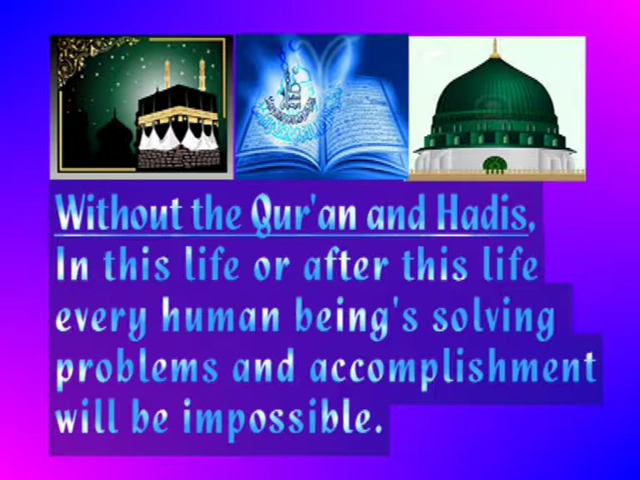 Without the Qur'an and Hadis,
In this life or after this life
every human being's solving
problems and accomplishment
will be impossible.